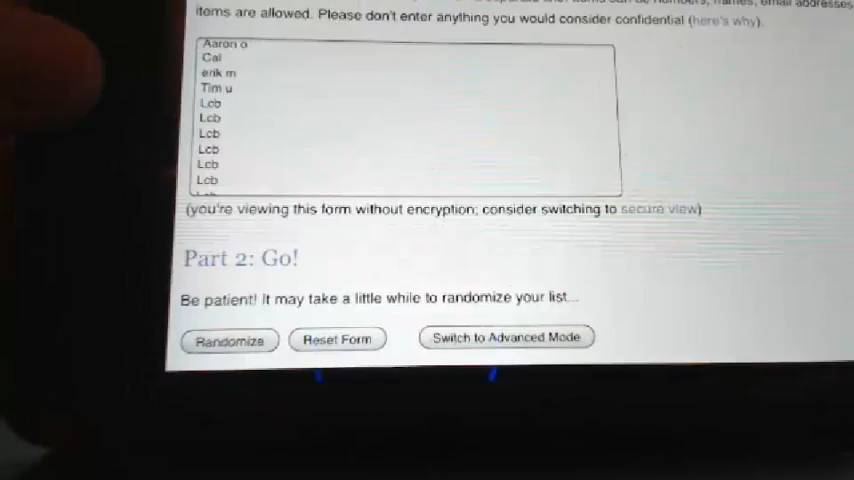 items are allowed. Please don't enter anything you would consider confidential (here's why).
Aaron o
Cal
erik m
Tim u
Lcb
Lcb
Lcb
Lcb
Lcb
Lcb
(you're viewing this form without encryption; consider switching to secure view)
Part 2: Go!
Be patient! It may take a little while to randomize your list...
Randomize
Reset Form
Switch to Advanced Mode